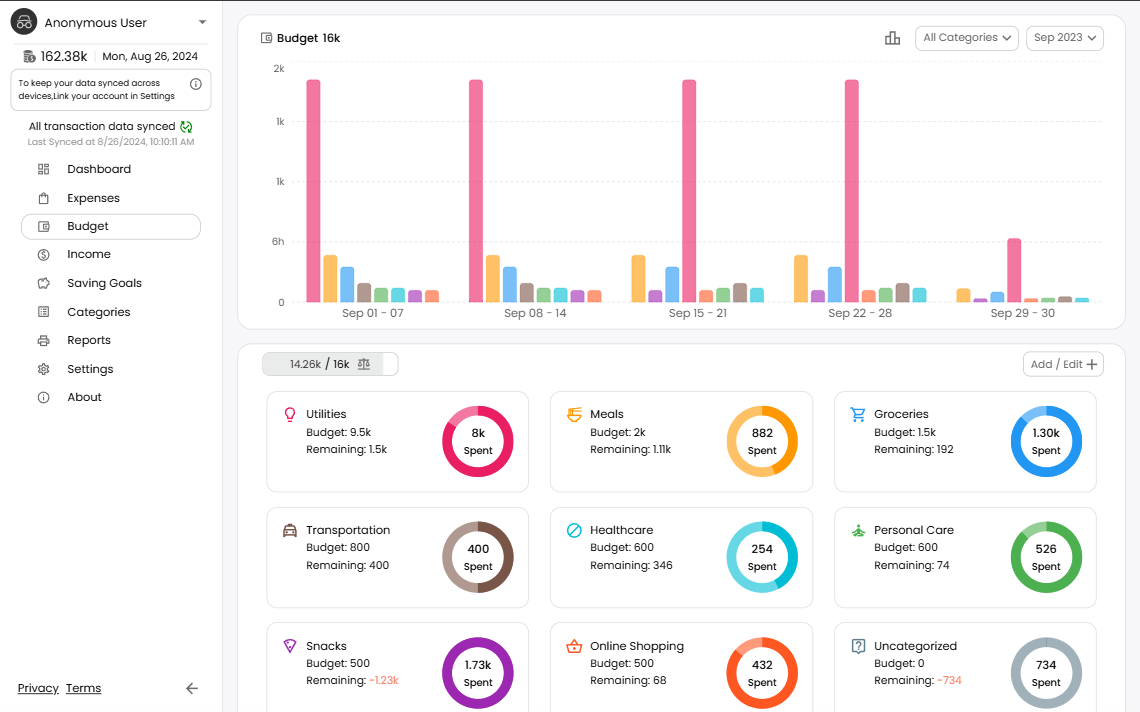 Anonymous User
162.38k
Mon, Aug 26, 2024
To keep your data synced across
devices,Link your account in Settings
All transaction data synced
Last Synced at 8/26/2024, 10:10:11 AM
Dashboard
Expenses
Budget
Income
Saving Goals
Categories
Reports
Settings
About
Privacy Terms
Budget 16k
All Categories
Sep 2023
2k
1k
1k
6h
0
Sep 01 - 07
Sep 08 - 14
Sep 15 - 21
Sep 22 - 28
Sep 29 - 30
14.26k / 16k
Add / Edit
Utilities
Budget: 9.5k
Remaining: 1.5k
8k
Spent
Meals
Budget: 2k
Remaining: 1.11k
882
Spent
Groceries
Budget: 1.5k
Remaining: 192
1.30k
Spent
Transportation
Budget: 800
Remaining: 400
400
Spent
Healthcare
Budget: 600
Remaining: 346
254
Spent
Personal Care
Budget: 600
Remaining: 74
526
Spent
Snacks
Budget: 500
Remaining: -1.23k
1.73k
Spent
Online Shopping
Budget: 500
Remaining: 68
432
Spent
Uncategorized
Budget: 0
Remaining: -734
734
Spent